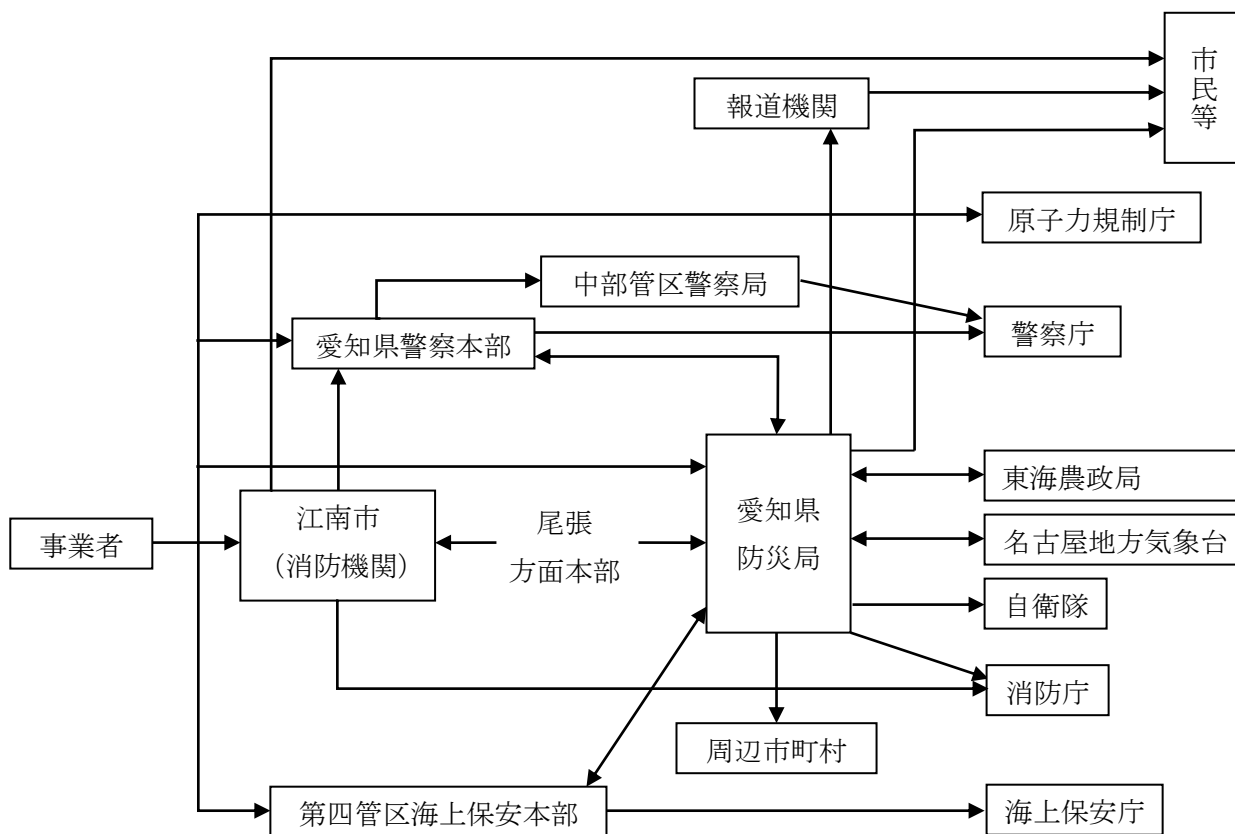 市民等
報道機関
原子力規制庁
中部管区警察局
愛知県警察本部
警察庁
江南市
（消防機関）
事業者
尾張
方面本部
愛知県
防災局
東海農政局
名古屋地方気象台
自衛隊
消防庁
周辺市町村
第四管区海上保安本部
海上保安庁